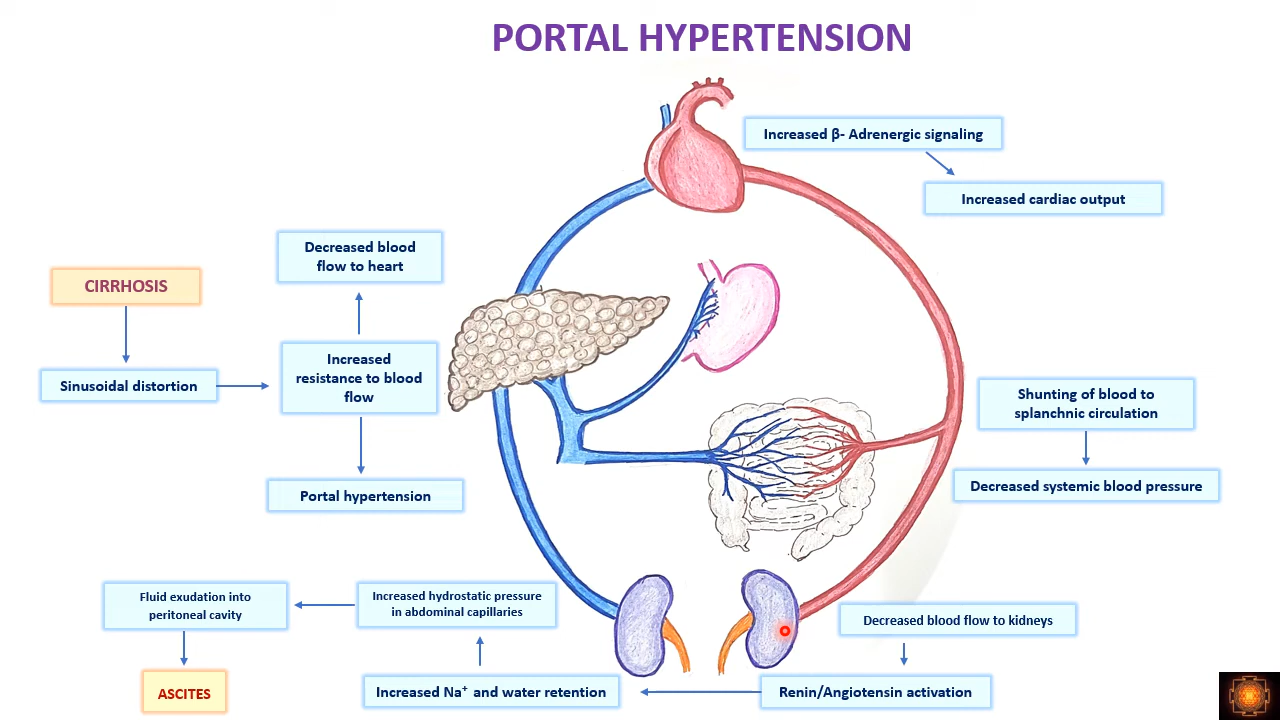 PORTAL HYPERTENSION
Increased β- Adrenergic signaling
Increased cardiac output
Decreased blood
flow to heart
CIRRHOSIS
Sinusoidal distortion
Increased
resistance to blood
flow
Portal hypertension
Shunting of blood to
splanchnic circulation
Decreased systemic blood pressure
Fluid exudation into
peritoneal cavity
Increased hydrostatic pressure
in abdominal capillaries
Decreased blood flow to kidneys
ASCITES
Increased Na⁺ and water retention
Renin/Angiotensin activation